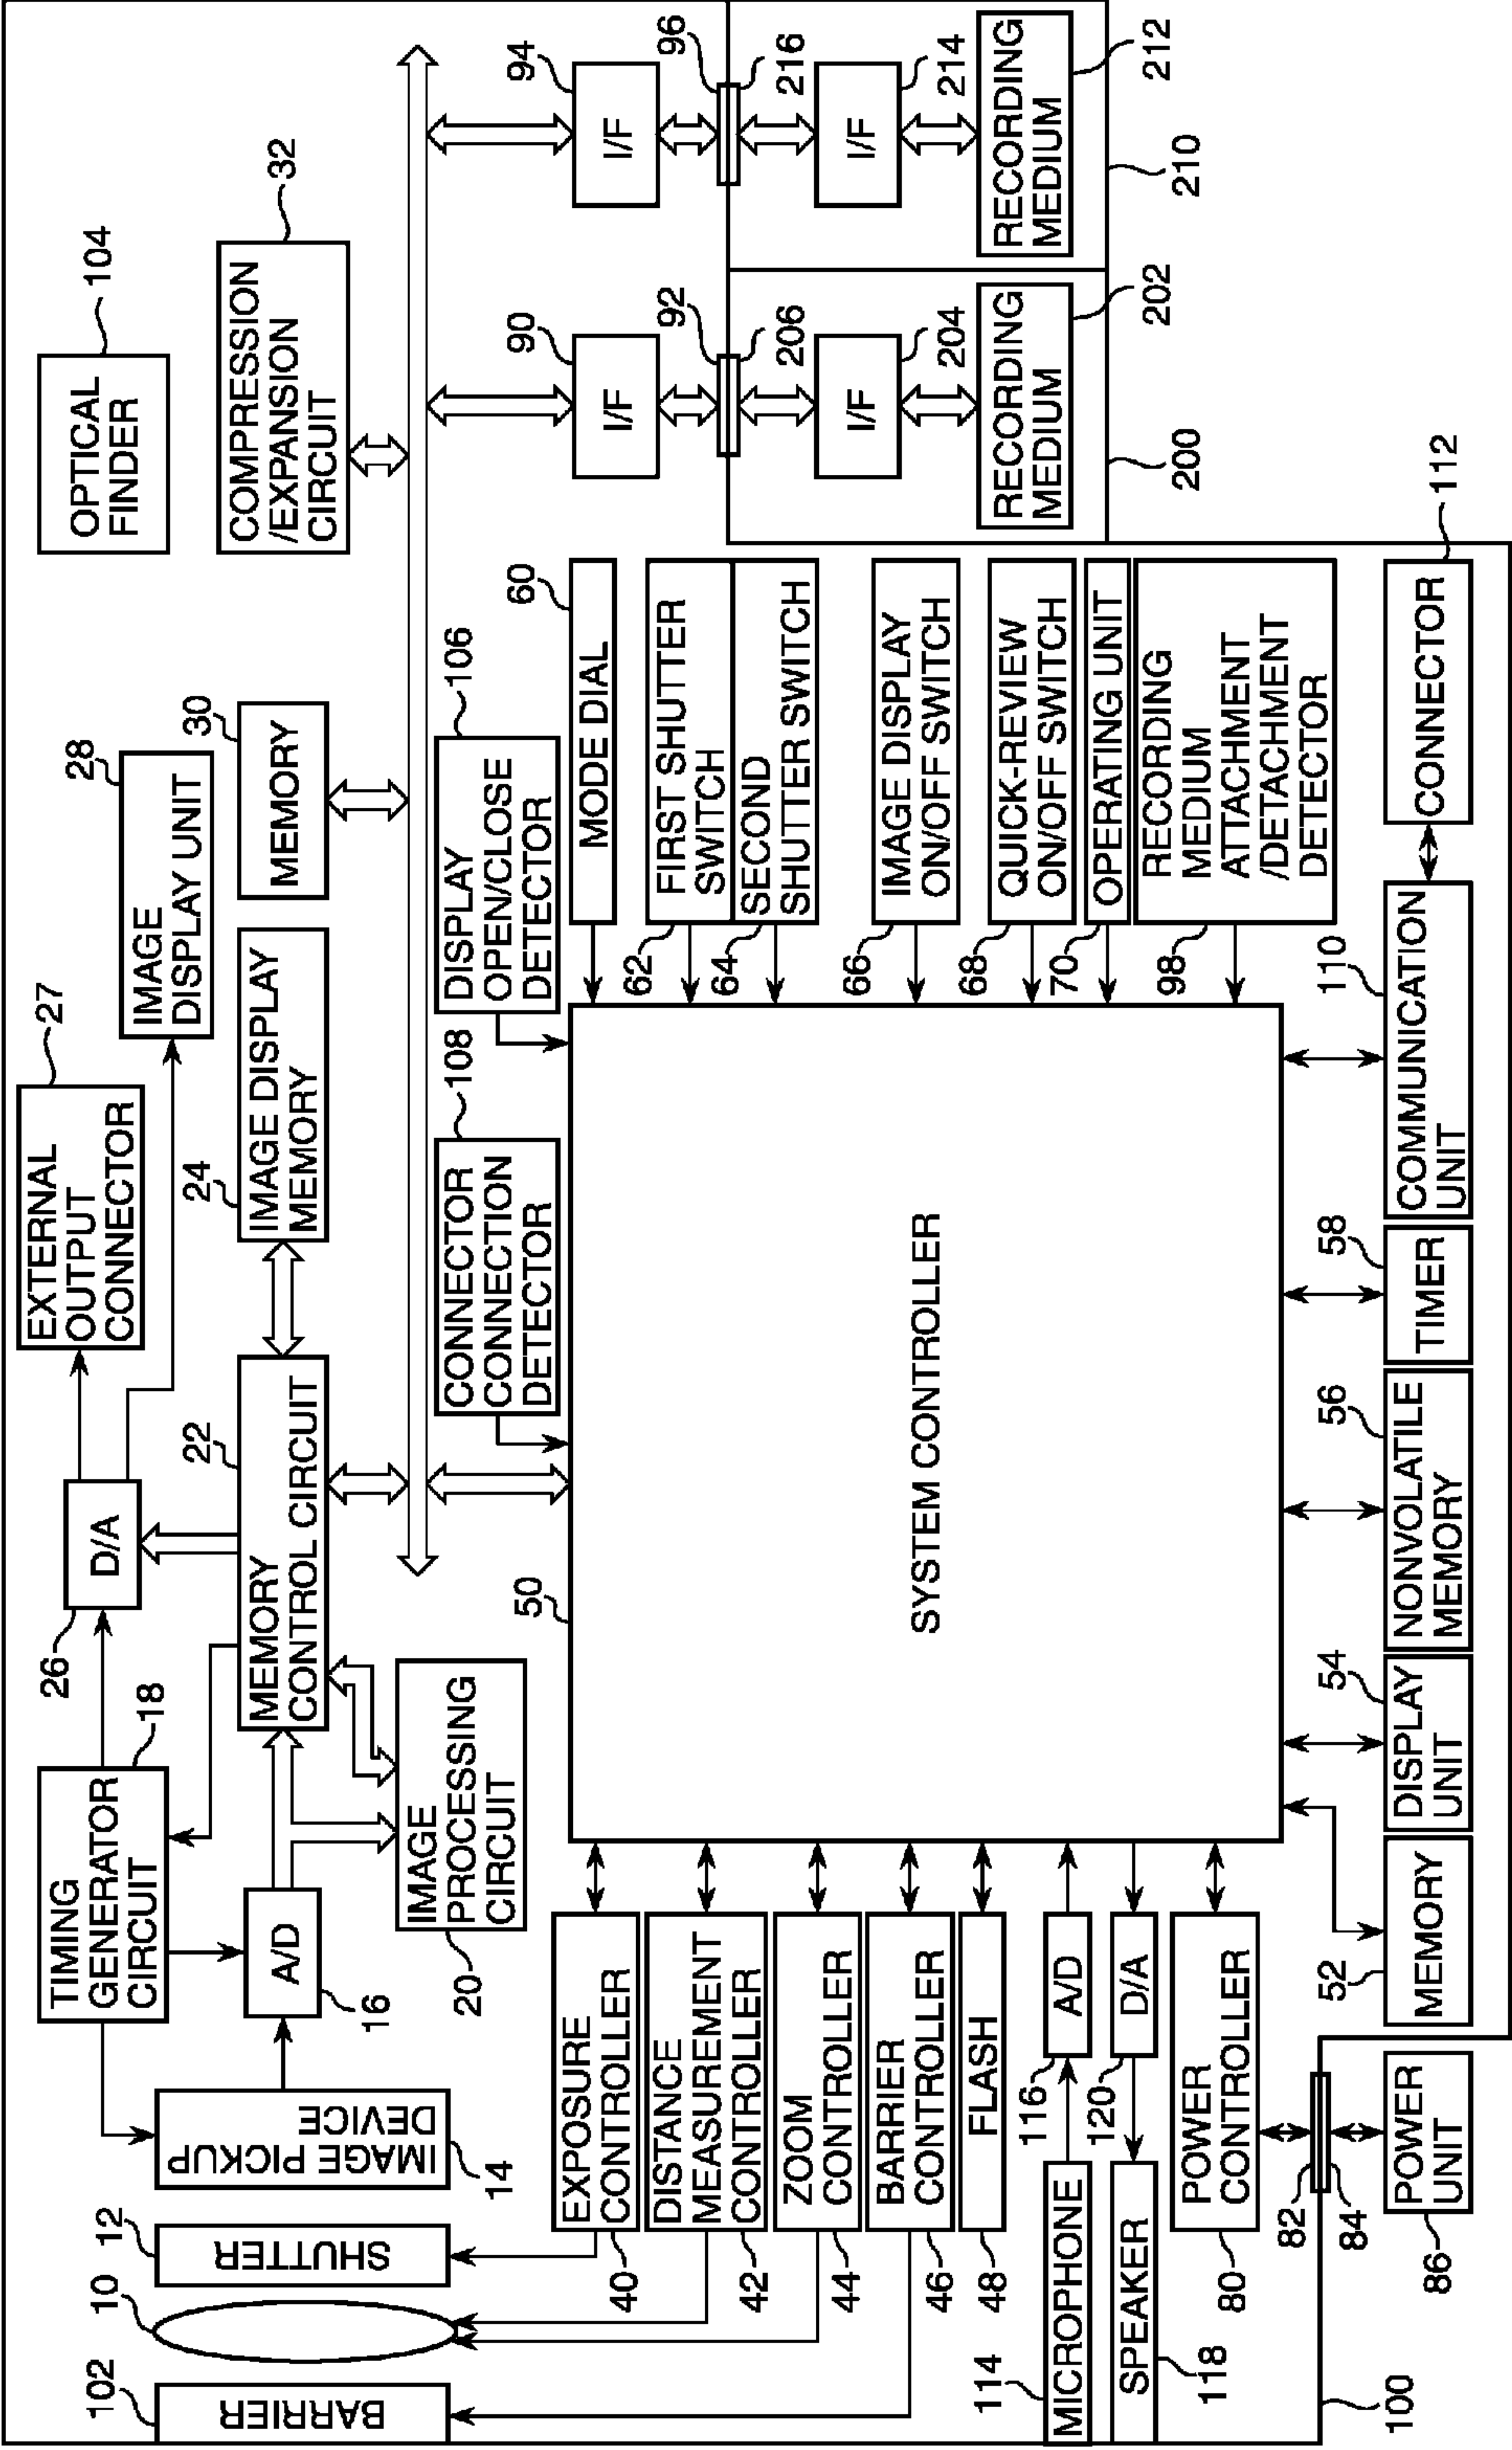 102
BARRIER
10
12
SHUTTER
14
IMAGE PICKUP
DEVICE
TIMING
GENERATOR
CIRCUIT
18
A/D
16
26
D/A
EXTERNAL
OUTPUT
CONNECTOR
27
28
IMAGE
DISPLAY UNIT
OPTICAL
FINDER
104
22
MEMORY
CONTROL CIRCUIT
24
IMAGE DISPLAY
MEMORY
30
MEMORY
COMPRESSION
/EXPANSION
CIRCUIT
32
20
IMAGE
PROCESSING
CIRCUIT
CONNECTOR
CONNECTION
DETECTOR
108
DISPLAY
OPEN/CLOSE
DETECTOR
106
50
SYSTEM CONTROLLER
40
EXPOSURE
CONTROLLER
42
DISTANCE
MEASUREMENT
CONTROLLER
44
ZOOM
CONTROLLER
46
BARRIER
CONTROLLER
48
FLASH
114
MICROPHONE
116
A/D
118
SPEAKER
120
D/A
80
POWER
CONTROLLER
82
84
86
POWER
UNIT
100
60
MODE DIAL
62
FIRST SHUTTER
SWITCH
64
SECOND
SHUTTER SWITCH
66
IMAGE DISPLAY
ON/OFF SWITCH
68
QUICK-REVIEW
ON/OFF SWITCH
70
OPERATING UNIT
98
RECORDING
MEDIUM
ATTACHMENT
/DETACHMENT
DETECTOR
52
MEMORY
54
DISPLAY
UNIT
56
NONVOLATILE
MEMORY
58
TIMER
110
COMMUNICATION
UNIT
112
CONNECTOR
90
I/F
92
206
I/F
204
RECORDING
MEDIUM
202
200
94
I/F
96
216
I/F
214
RECORDING
MEDIUM
212
210